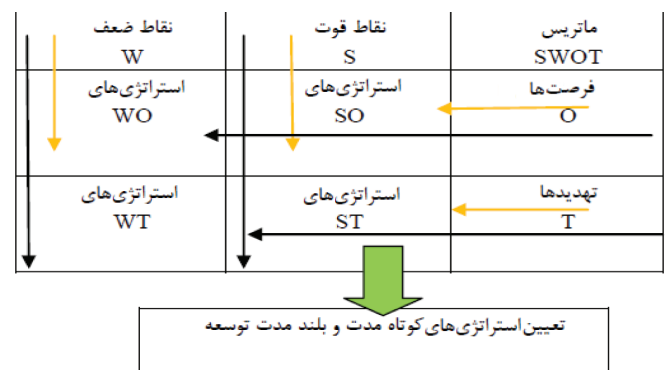 ماتریس
SWOT
نقاط قوت
S
نقاط ضعف
W
فرصت‌ها
O
استراتژی‌های
SO
استراتژی‌های
WO
تهدیدها
T
استراتژی‌های
ST
استراتژی‌های
WT
تعیین استراتژی‌های کوتاه مدت و بلند مدت توسعه